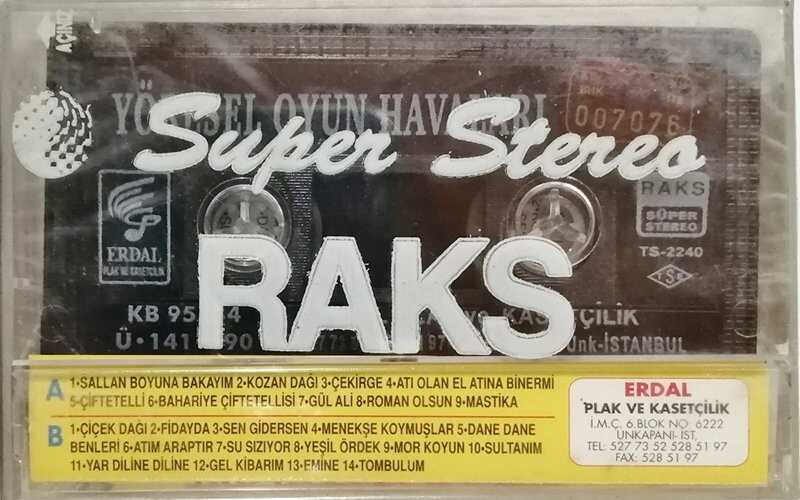 AÇINIZ
YÖRESEL OYUN HAVALARI
007076
Super Stereo
RAKS
SÜPER
STEREO
TS-2240
TSE
ERDAL
PLAK VE KASETÇİLİK
RAKS
KB 95
KASETÇİLİK
Ü·141
Unk-İSTANBUL
A 1·SALLAN BOYUNA BAKAYIM 2·KOZAN DAĞI 3·ÇEKİRGE 4·ATI OLAN EL ATINA BİNERMİ
5·ÇİFTETELLİ 6·BAHARİYE ÇİFTETELLİSİ 7·GÜL ALİ 8·ROMAN OLSUN 9·MASTİKA
B 1·ÇİÇEK DAĞI 2·FİDAYDA 3·SEN GİDERSEN 4·MENEKŞE KOYMUŞLAR 5·DANE DANE
BENLERİ 6·ATIM ARAPTIR 7·SU SIZIYOR 8·YEŞİL ÖRDEK 9·MOR KOYUN 10·SULTANIM
11·YAR DİLİNE DİLİNE 12·GEL KİBARIM 13·EMİNE 14·TOMBULUM
ERDAL
PLAK VE KASETÇİLİK
İ.M.Ç. 6.BLOK NO: 6222
UNKAPANI- İST,
TEL: 527 73 52 528 51 97
FAX: 528 51 97